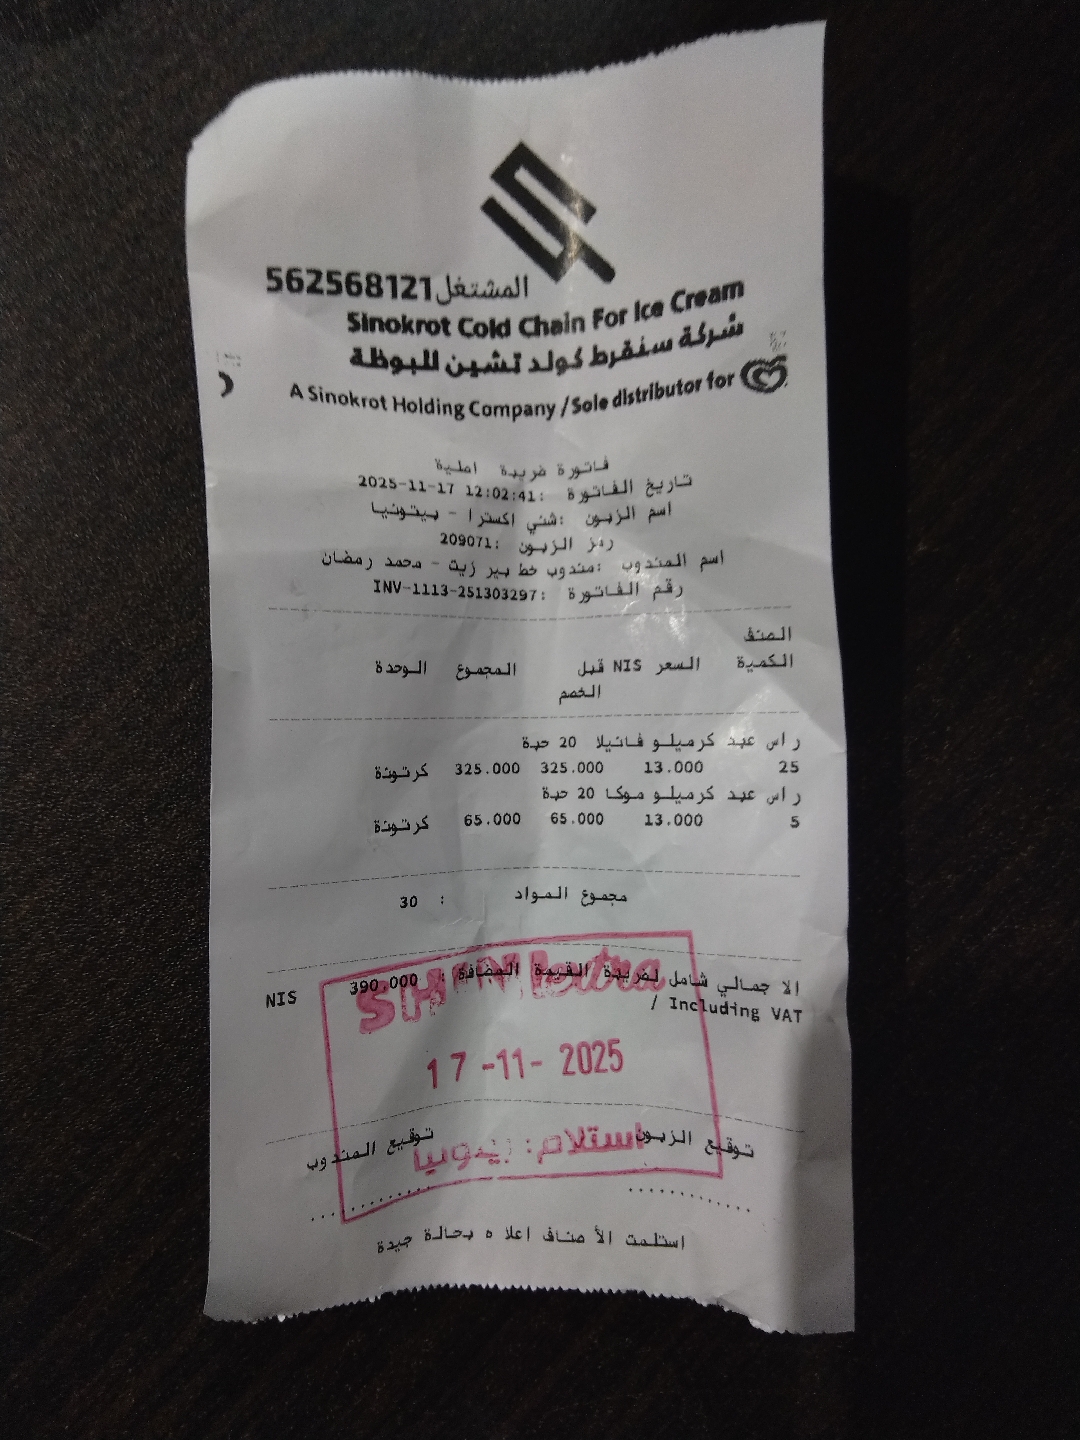 562568121 المشتغل
Sinokrot Cold Chain For Ice Cream
شركة سنقرط كولد تشين للبوظة
A Sinokrot Holding Company / Sole distributor for
فاتورة ضريبة اصلية
تاريخ الفاتورة : 2025-11-17 12:02:41
اسم الزبون : شني اكسترا - بيتونيا
رمز الزبون : 209071
اسم المندوب : مندوب خط بير زيت - محمد رمضان
رقم الفاتورة : INV-1113-251303297
الصنف
الكمية السعر NIS قبل المجموع الوحدة
الخصم
راس عبد كرميلو فانيلا 20 حبة
25 13.000 325.000 325.000 كرتونة
راس عبد كرميلو موكا 20 حبة
5 13.000 65.000 65.000 كرتونة
مجموع المواد : 30
الاجمالي شامل لضريبة القيمة المضافة : 390.000 NIS
/ Including VAT
SHINI extra
17-11-2025
توقيع الزبون توقيع المندوب
استلام:
استلمت الأصناف اعلاه بحالة جيدة